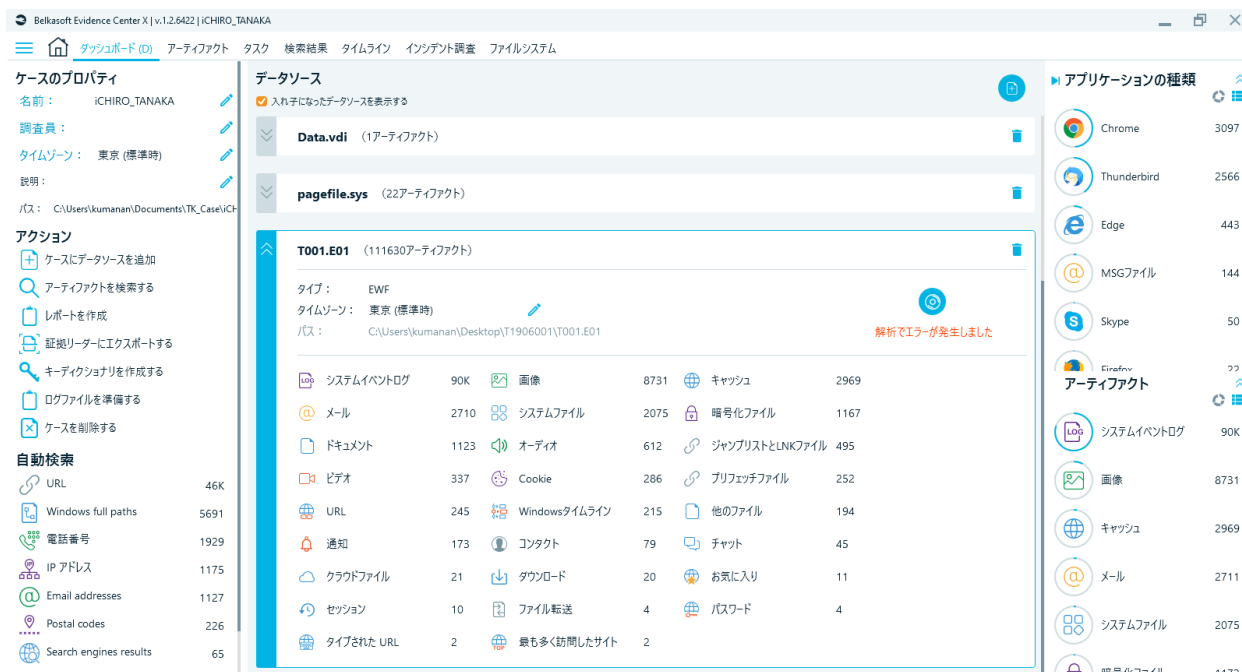 Belkasoft Evidence Center X | v.1.2.6422 | iCHIRO_TANAKA
ダッシュボード (D) アーティファクト タスク 検索結果 タイムライン インシデント調査 ファイルシステム
ケースのプロパティ
名前： iCHIRO_TANAKA
調査員：
タイムゾーン： 東京 (標準時)
説明：
パス： C:\Users\kumanan\Documents\TK_Case\iCH
アクション
ケースにデータソースを追加
アーティファクトを検索する
レポートを作成
証拠リーダーにエクスポートする
キーディクショナリを作成する
ログファイルを準備する
ケースを削除する
自動検索
URL 46K
Windows full paths 5691
電話番号 1929
IP アドレス 1175
Email addresses 1127
Postal codes 226
Search engines results 65
データソース
入れ子になったデータソースを表示する
Data.vdi （1アーティファクト）
pagefile.sys （22アーティファクト）
T001.E01 （111630アーティファクト）
タイプ： EWF
タイムゾーン： 東京 (標準時)
パス： C:\Users\kumanan\Desktop\T1906001\T001.E01
解析でエラーが発生しました
システムイベントログ 90K 画像 8731 キャッシュ 2969
メール 2710 システムファイル 2075 暗号化ファイル 1167
ドキュメント 1123 オーディオ 612 ジャンプリストとLNKファイル 495
ビデオ 337 Cookie 286 プリフェッチファイル 252
URL 245 Windowsタイムライン 215 他のファイル 194
通知 173 コンタクト 79 チャット 45
クラウドファイル 21 ダウンロード 20 お気に入り 11
セッション 10 ファイル転送 4 パスワード 4
タイプされた URL 2 最も多く訪問したサイト 2
アプリケーションの種類
Chrome 3097
Thunderbird 2566
Edge 443
MSGファイル 144
Skype 50
Firefox 22
アーティファクト
システムイベントログ 90K
画像 8731
キャッシュ 2969
メール 2711
システムファイル 2075
暗号化ファイル 1172